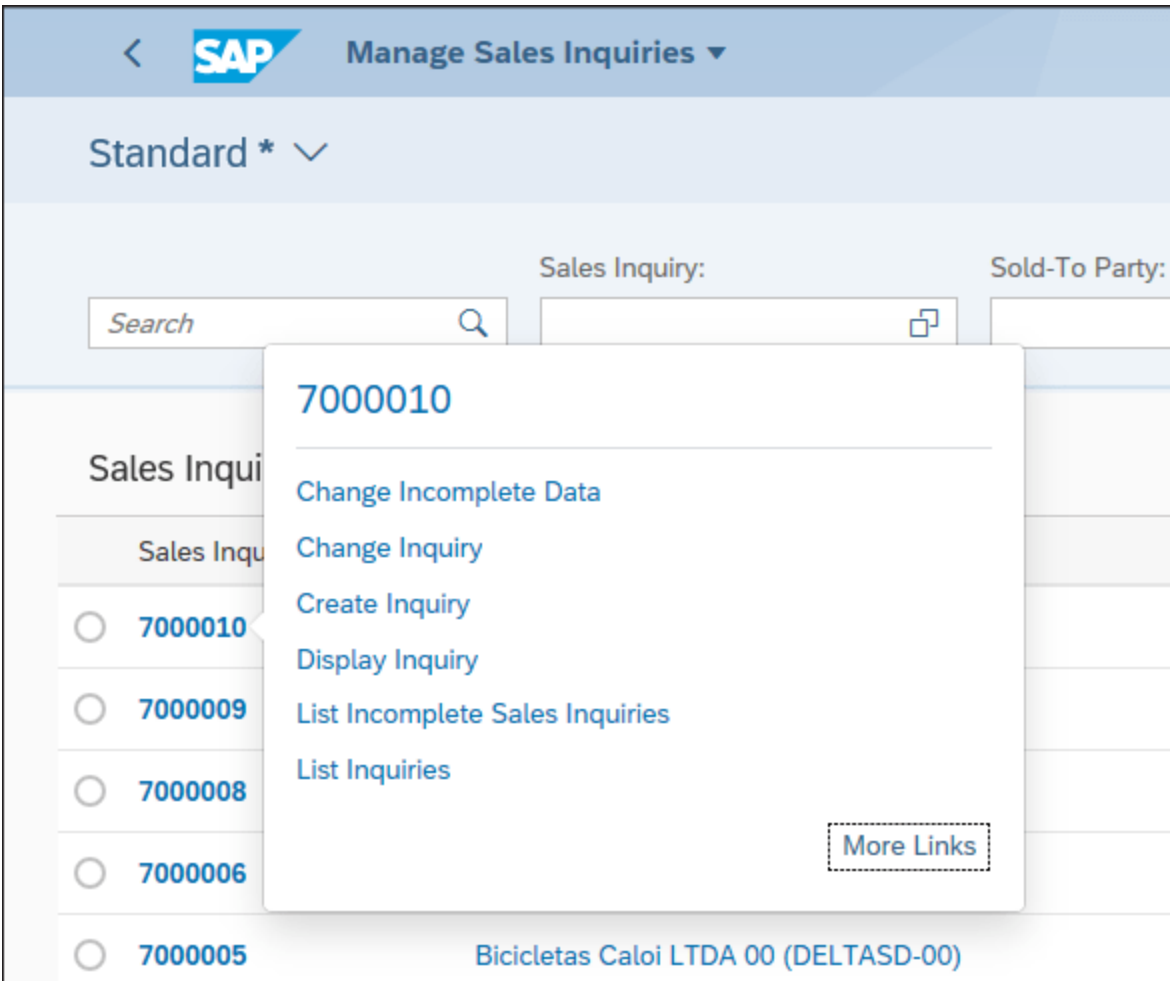 SAP Manage Sales Inquiries
Standard *
Sales Inquiry: Sold-To Party:
Search
7000010
Sales Inqui
Change Incomplete Data
Sales Inqu
Change Inquiry
Create Inquiry
7000010
Display Inquiry
7000009
List Incomplete Sales Inquiries
List Inquiries
7000008
More Links
7000006
7000005 Bicicletas Caloi LTDA 00 (DELTASD-00)